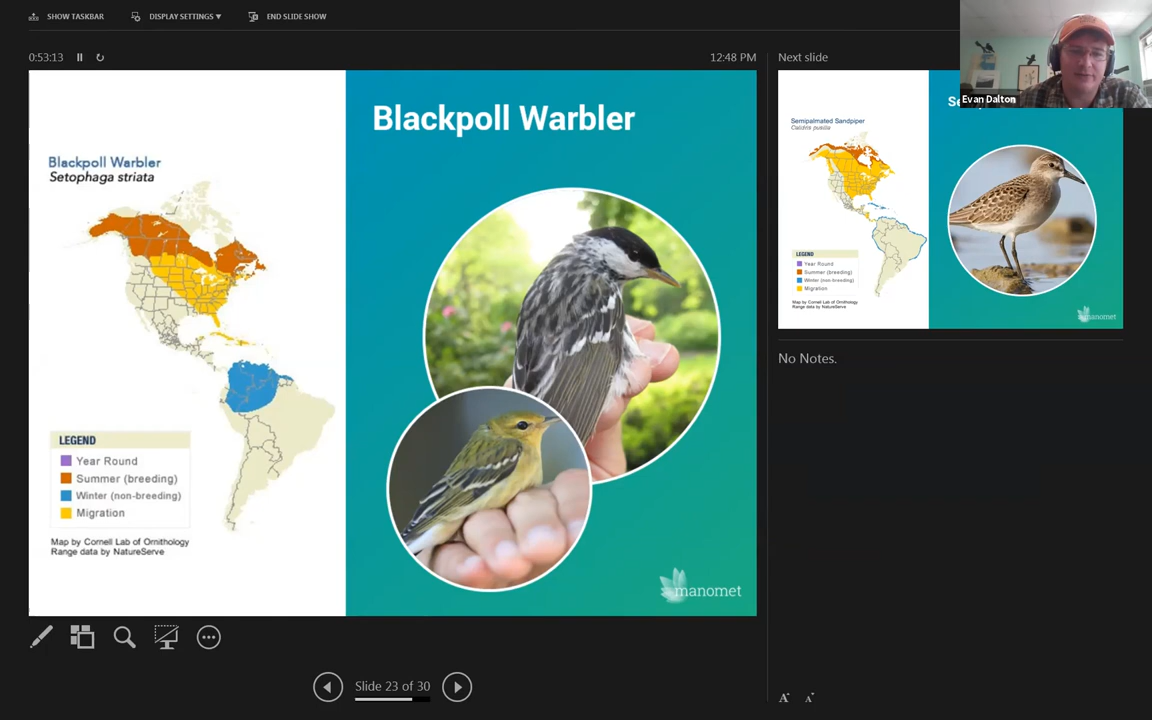 SHOW TASKBAR
DISPLAY SETTINGS ▼
END SLIDE SHOW
0:53:13
12:48 PM
Next slide
Evan Dalton
Blackpoll Warbler
Blackpoll Warbler
Setophaga striata
LEGEND
Year Round
Summer (breeding)
Winter (non-breeding)
Migration
Map by Cornell Lab of Ornithology
Range data by NatureServe
manomet
Semipalmated Sandpiper
Calidris pusilla
LEGEND
Year Round
Summer (breeding)
Winter (non-breeding)
Migration
Map by Cornell Lab of Ornithology
Range data by NatureServe
manomet
No Notes.
Slide 23 of 30
A A